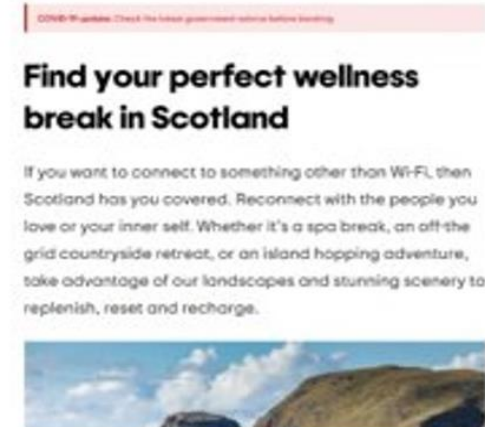 COVID-19 update: Check the latest government advice before booking.
Find your perfect wellness
break in Scotland
If you want to connect to something other than Wi-Fi, then
Scotland has you covered. Reconnect with the people you
love or your inner self. Whether it's a spa break, an off-the
grid countryside retreat, or an island hopping adventure,
take advantage of our landscapes and stunning scenery to
replenish, reset and recharge.